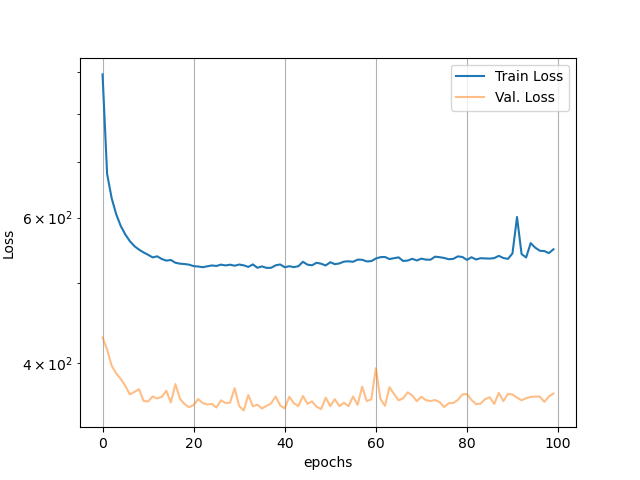 Train Loss
Val. Loss
Loss
6 × 10²
4 × 10²
0 20 40 60 80 100
epochs